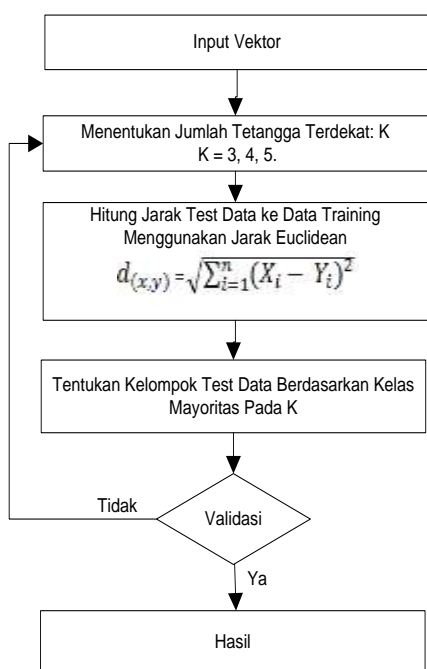 Input Vektor
Menentukan Jumlah Tetangga Terdekat: K
K = 3, 4, 5.
Hitung Jarak Test Data ke Data Training
Menggunakan Jarak Euclidean
d(x,y) = √∑ⁿᵢ₌₁(Xᵢ − Yᵢ)²
Tentukan Kelompok Test Data Berdasarkan Kelas
Mayoritas Pada K
Tidak
Validasi
Ya
Hasil